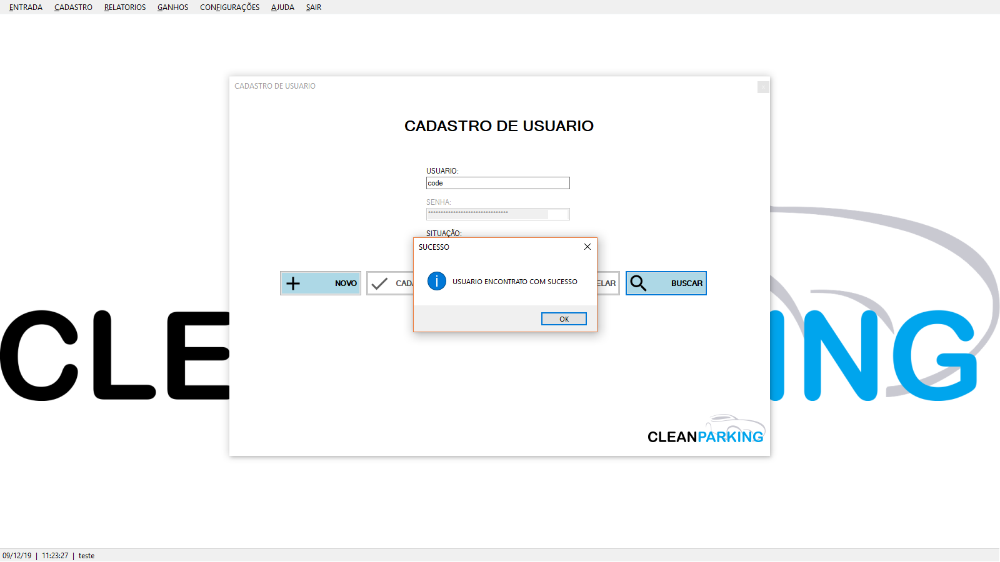 ENTRADA CADASTRO RELATORIOS GANHOS CONFIGURAÇÕES AJUDA SAIR
CADASTRO DE USUARIO
CADASTRO DE USUARIO
USUARIO:
code
SENHA:
********************************
SITUAÇÃO:
SUCESSO
USUARIO ENCONTRATO COM SUCESSO
OK
NOVO
CADA
ELAR
BUSCAR
CLE
ING
CLEANPARKING
09/12/19 | 11:23:27 | teste